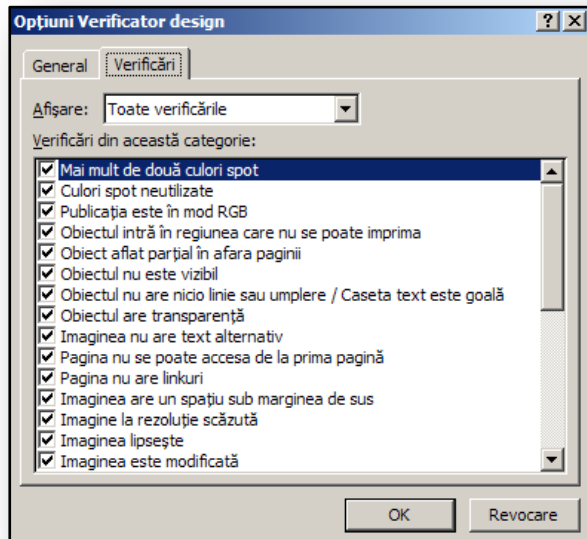 Opțiuni Verificator design
General
Verificări
Afișare: Toate verificările
Verificări din această categorie:
Mai mult de două culori spot
Culori spot neutilizate
Publicația este în mod RGB
Obiectul intră în regiunea care nu se poate imprima
Obiect aflat parțial în afara paginii
Obiectul nu este vizibil
Obiectul nu are nicio linie sau umplere / Caseta text este goală
Obiectul are transparență
Imaginea nu are text alternativ
Pagina nu se poate accesa de la prima pagină
Pagina nu are linkuri
Imaginea are un spațiu sub marginea de sus
Imagine la rezoluție scăzută
Imaginea lipsește
Imaginea este modificată
OK
Revocare